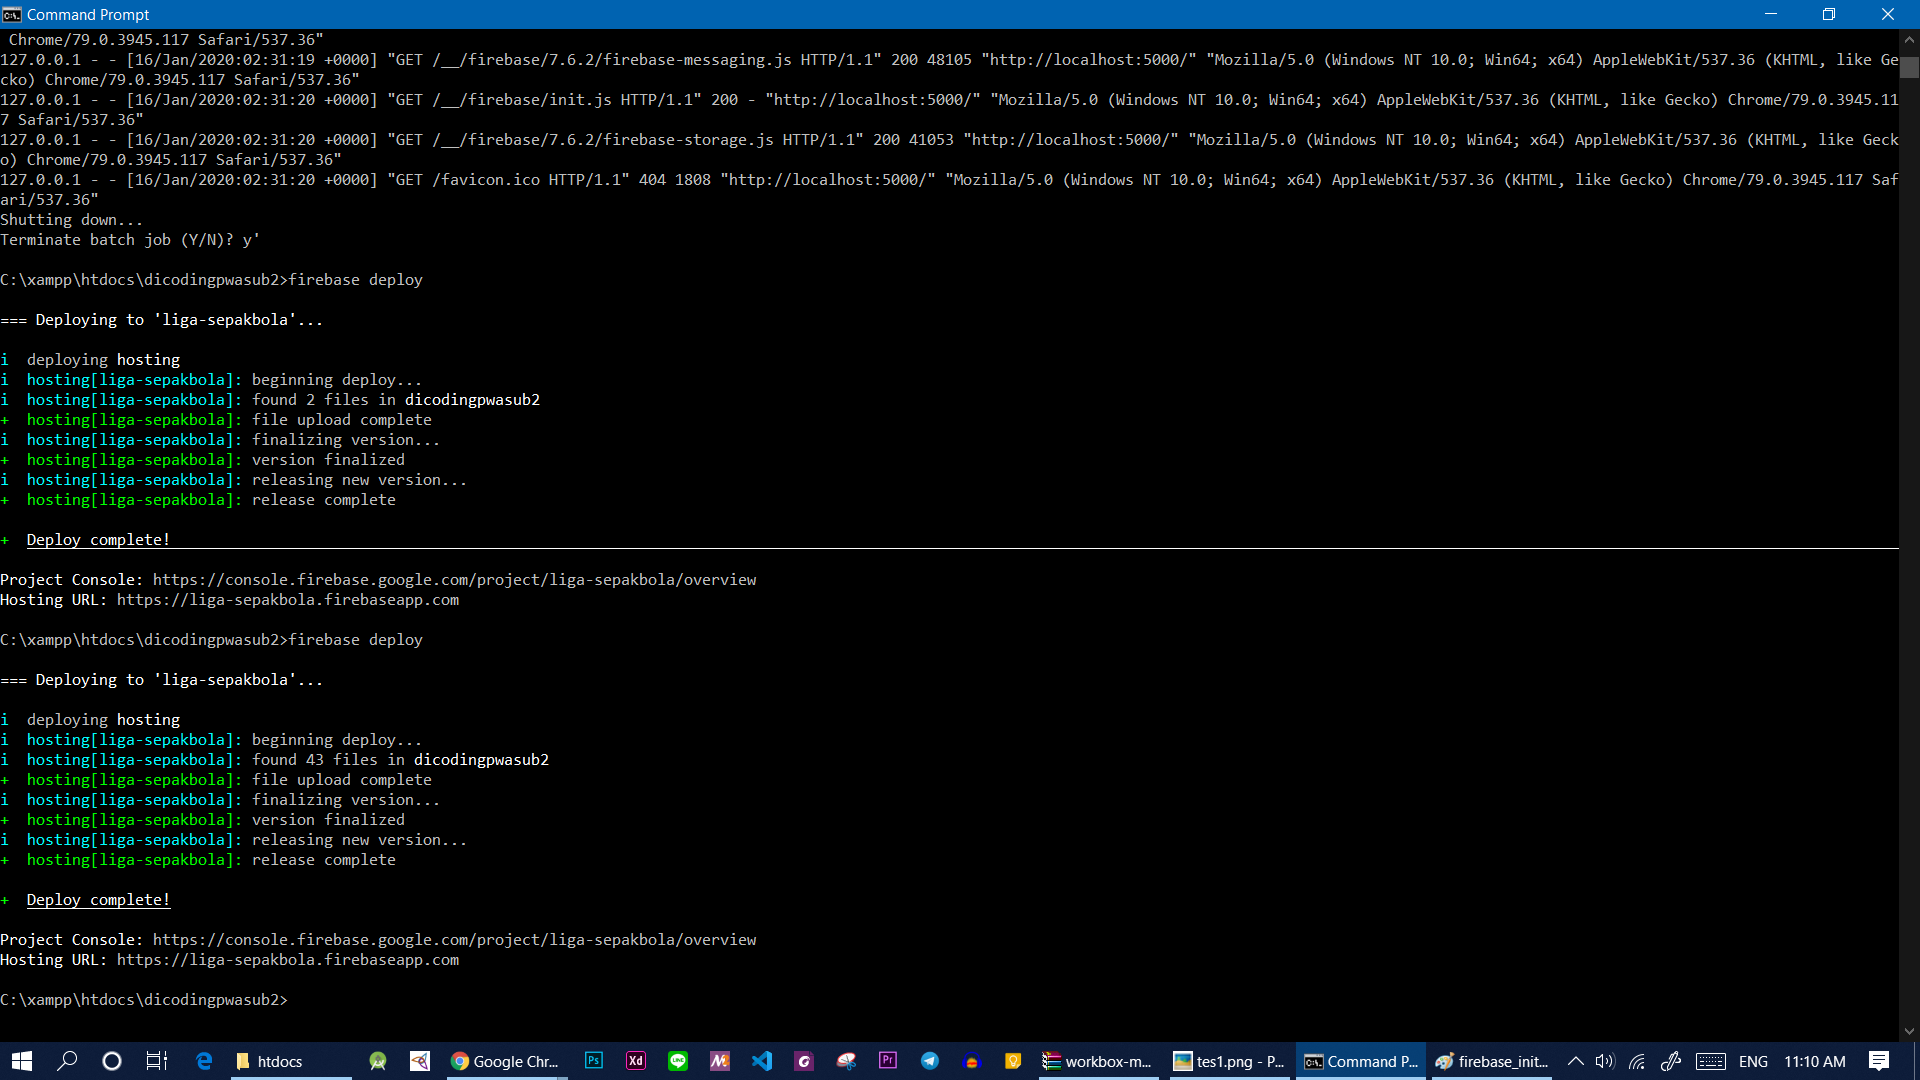 Command Prompt
Chrome/79.0.3945.117 Safari/537.36"
127.0.0.1 - - [16/Jan/2020:02:31:19 +0000] "GET /__/firebase/7.6.2/firebase-messaging.js HTTP/1.1" 200 48105 "http://localhost:5000/" "Mozilla/5.0 (Windows NT 10.0; Win64; x64) AppleWebKit/537.36 (KHTML, like Ge
cko) Chrome/79.0.3945.117 Safari/537.36"
127.0.0.1 - - [16/Jan/2020:02:31:20 +0000] "GET /__/firebase/init.js HTTP/1.1" 200 - "http://localhost:5000/" "Mozilla/5.0 (Windows NT 10.0; Win64; x64) AppleWebKit/537.36 (KHTML, like Gecko) Chrome/79.0.3945.11
7 Safari/537.36"
127.0.0.1 - - [16/Jan/2020:02:31:20 +0000] "GET /__/firebase/7.6.2/firebase-storage.js HTTP/1.1" 200 41053 "http://localhost:5000/" "Mozilla/5.0 (Windows NT 10.0; Win64; x64) AppleWebKit/537.36 (KHTML, like Geck
o) Chrome/79.0.3945.117 Safari/537.36"
127.0.0.1 - - [16/Jan/2020:02:31:20 +0000] "GET /favicon.ico HTTP/1.1" 404 1808 "http://localhost:5000/" "Mozilla/5.0 (Windows NT 10.0; Win64; x64) AppleWebKit/537.36 (KHTML, like Gecko) Chrome/79.0.3945.117 Saf
ari/537.36"
Shutting down...
Terminate batch job (Y/N)? y'
C:\xampp\htdocs\dicodingpwasub2>firebase deploy
=== Deploying to 'liga-sepakbola'...
i  deploying hosting
i  hosting[liga-sepakbola]: beginning deploy...
i  hosting[liga-sepakbola]: found 2 files in dicodingpwasub2
+  hosting[liga-sepakbola]: file upload complete
i  hosting[liga-sepakbola]: finalizing version...
+  hosting[liga-sepakbola]: version finalized
i  hosting[liga-sepakbola]: releasing new version...
+  hosting[liga-sepakbola]: release complete
+  Deploy complete!
Project Console: https://console.firebase.google.com/project/liga-sepakbola/overview
Hosting URL: https://liga-sepakbola.firebaseapp.com
C:\xampp\htdocs\dicodingpwasub2>firebase deploy
=== Deploying to 'liga-sepakbola'...
i  deploying hosting
i  hosting[liga-sepakbola]: beginning deploy...
i  hosting[liga-sepakbola]: found 43 files in dicodingpwasub2
+  hosting[liga-sepakbola]: file upload complete
i  hosting[liga-sepakbola]: finalizing version...
+  hosting[liga-sepakbola]: version finalized
i  hosting[liga-sepakbola]: releasing new version...
+  hosting[liga-sepakbola]: release complete
+  Deploy complete!
Project Console: https://console.firebase.google.com/project/liga-sepakbola/overview
Hosting URL: https://liga-sepakbola.firebaseapp.com
C:\xampp\htdocs\dicodingpwasub2>
htdocs Google Chr... Ps Xd Pr workbox-m... tes1.png - P... Command P... firebase_init... ENG 11:10 AM